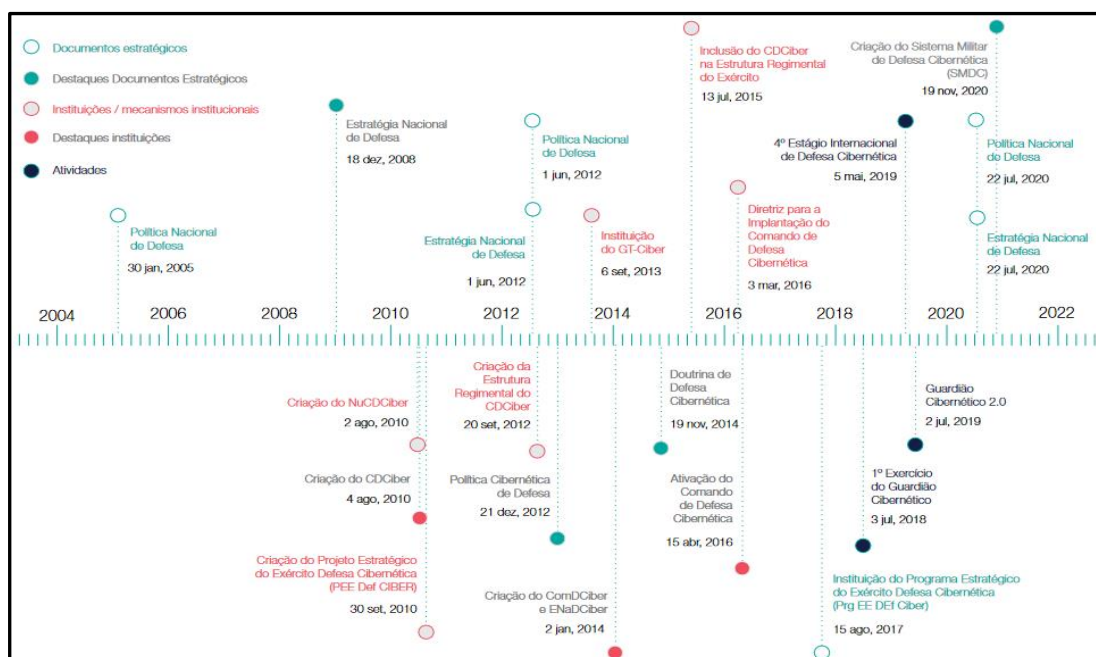 Documentos estratégicos
Destaques Documentos Estratégicos
Instituições / mecanismos institucionais
Destaques instituições
Atividades
Política Nacional
de Defesa
30 jan, 2005
Estratégia Nacional
de Defesa
18 dez, 2008
Política Nacional
de Defesa
1 jun, 2012
Estratégia Nacional
de Defesa
1 jun, 2012
Instituição
do GT-Ciber
6 set, 2013
Inclusão do CDCiber
na Estrutura Regimental
do Exército
13 jul, 2015
Diretriz para a
Implantação do
Comando de
Defesa
Cibernética
3 mar, 2016
4º Estágio Internacional
de Defesa Cibernética
5 mai, 2019
Criação do Sistema Militar
de Defesa Cibernética
(SMDC)
19 nov, 2020
Política Nacional
de Defesa
22 jul, 2020
Estratégia Nacional
de Defesa
22 jul, 2020
2004 2006 2008 2010 2012 2014 2016 2018 2020 2022
Criação do NuCDCiber
2 ago, 2010
Criação do CDCiber
4 ago, 2010
Criação do Projeto Estratégico
do Exército Defesa Cibernética
(PEE Def CIBER)
30 set, 2010
Criação da
Estrutura
Regimental do
CDCiber
20 set, 2012
Política Cibernética
de Defesa
21 dez, 2012
Criação do ComDCiber
e ENaDCiber
2 jan, 2014
Doutrina de
Defesa
Cibernética
19 nov, 2014
Ativação do
Comando
de Defesa
Cibernética
15 abr, 2016
Instituição do Programa Estratégico
do Exército Defesa Cibernética
(Prg EE DEf Ciber)
15 ago, 2017
1º Exercício
do Guardião
Cibernético
3 jul, 2018
Guardião
Cibernético 2.0
2 jul, 2019